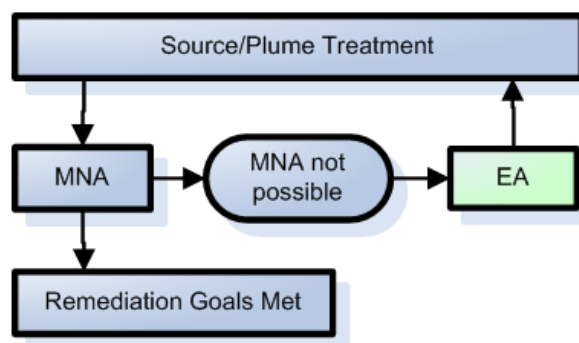 Source/Plume Treatment
MNA
MNA not
possible
EA
Remediation Goals Met